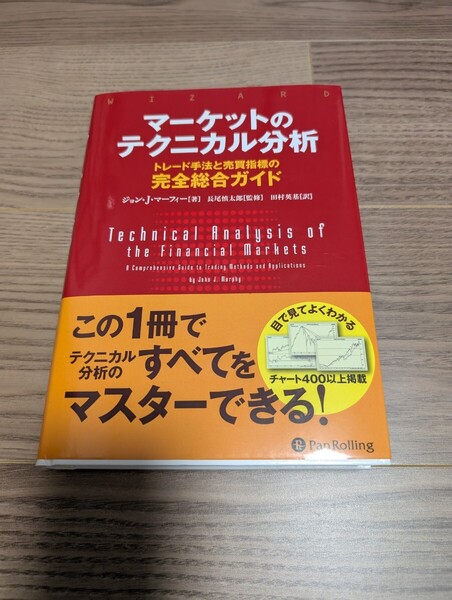 WIZARD
マーケットの
テクニカル分析
トレード手法と売買指標の
完全総合ガイド
ジョン・J・マーフィー[著] 長尾慎太郎[監修] 田村英基[訳]
Technical Analysis of
the Financial Markets
A Comprehensive Guide to Trading Methods and Applications
by John J. Murphy
この1冊で
テクニカル
分析の
すべてを
マスターできる!
目で見てよくわかる
チャート400以上掲載
PanRolling